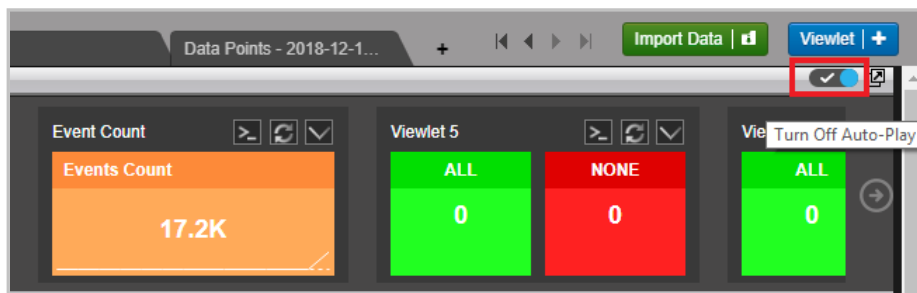 Data Points - 2018-12-1...
+
Import Data
Viewlet | +
Event Count
Viewlet 5
Vie
Turn Off Auto-Play
Events Count
17.2K
ALL
0
NONE
0
ALL
0